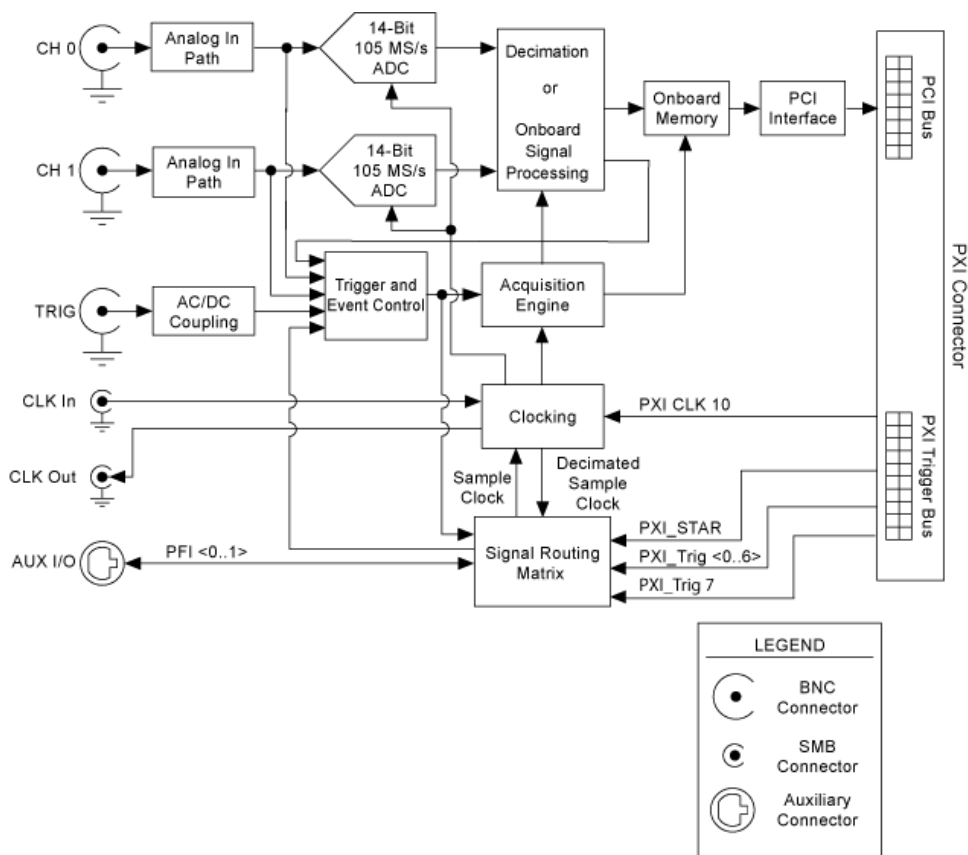 CH 0
Analog In
Path
14-Bit
105 MS/s
ADC
Decimation
or
Onboard
Signal
Processing
Onboard
Memory
PCI
Interface
PCI Bus
CH 1
Analog In
Path
14-Bit
105 MS/s
ADC
PXI Connector
TRIG
AC/DC
Coupling
Trigger and
Event Control
Acquisition
Engine
CLK In
Clocking
PXI CLK 10
PXI Trigger Bus
CLK Out
Sample
Clock
Decimated
Sample
Clock
AUX I/O
PFI <0..1>
Signal Routing
Matrix
PXI_STAR
PXI_Trig <0..6>
PXI_Trig 7
LEGEND
BNC
Connector
SMB
Connector
Auxiliary
Connector